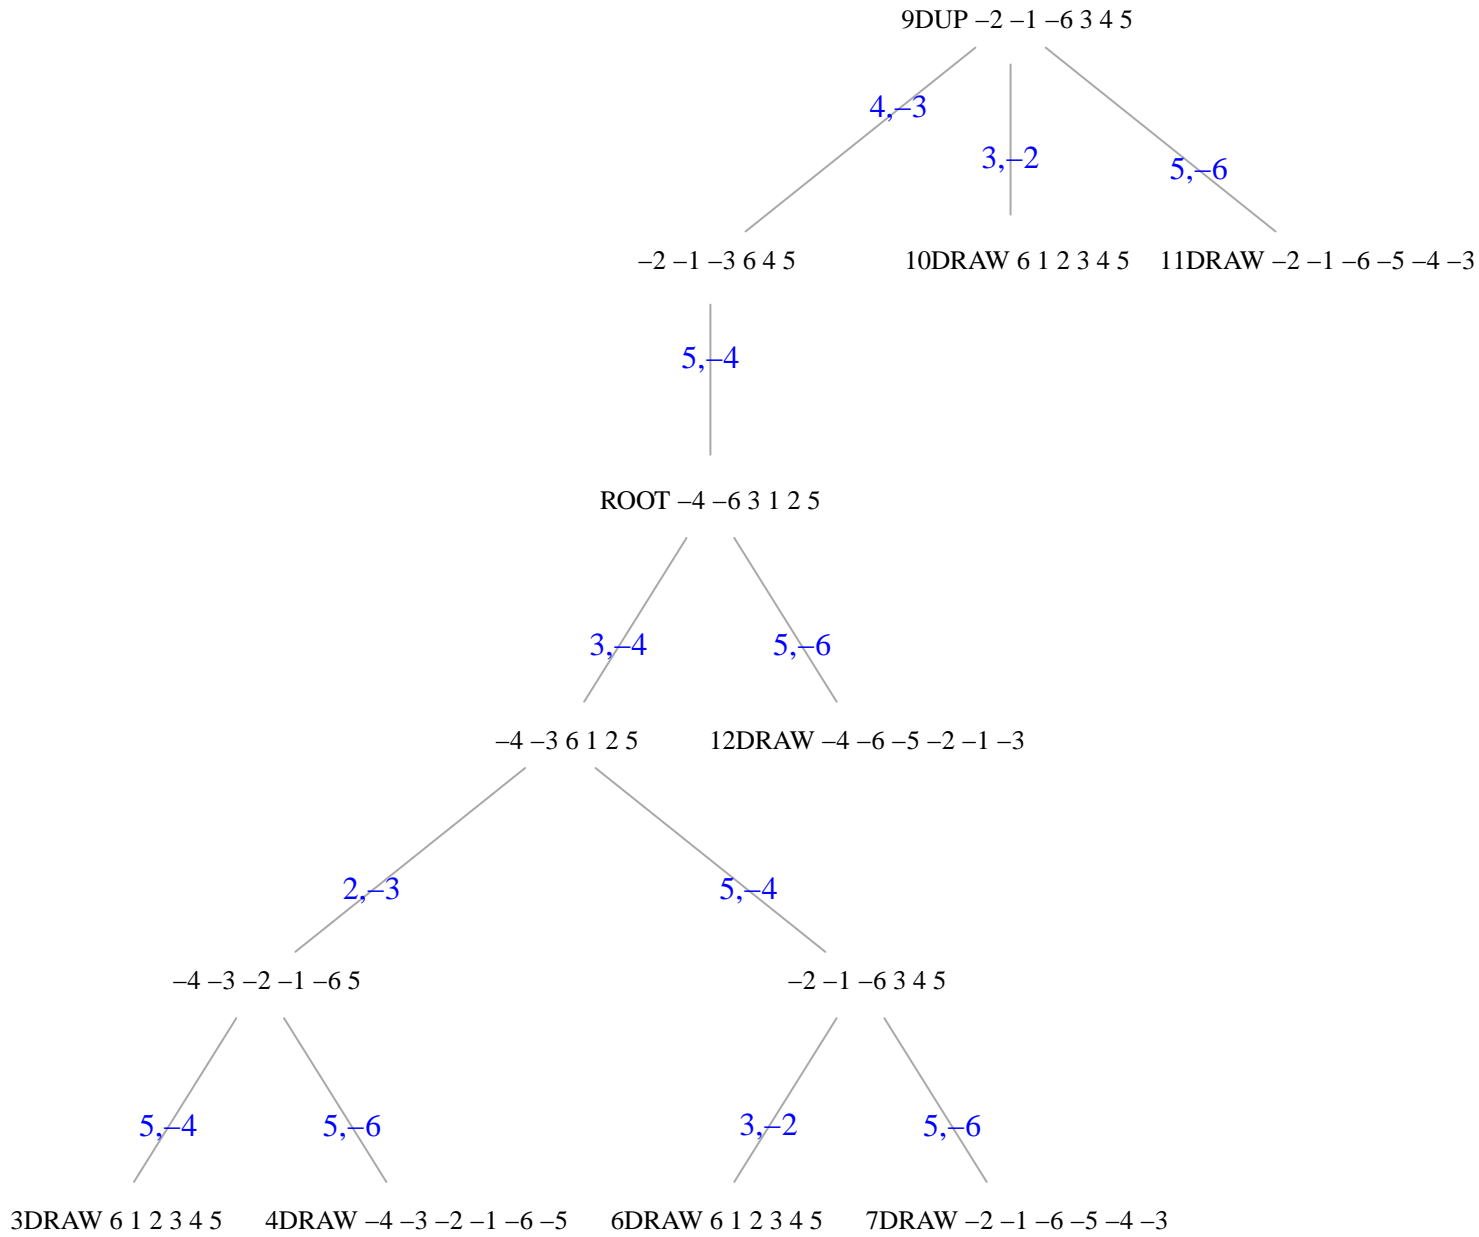 9DUP –2 –1 –6 3 4 5
4,–3
3,–2
5,–6
–2 –1 –3 6 4 5
10DRAW 6 1 2 3 4 5
11DRAW –2 –1 –6 –5 –4 –3
5,–4
ROOT –4 –6 3 1 2 5
3,–4
5,–6
–4 –3 6 1 2 5
12DRAW –4 –6 –5 –2 –1 –3
2,–3
5,–4
–4 –3 –2 –1 –6 5
–2 –1 –6 3 4 5
5,–4
5,–6
3,–2
5,–6
3DRAW 6 1 2 3 4 5
4DRAW –4 –3 –2 –1 –6 –5
6DRAW 6 1 2 3 4 5
7DRAW –2 –1 –6 –5 –4 –3